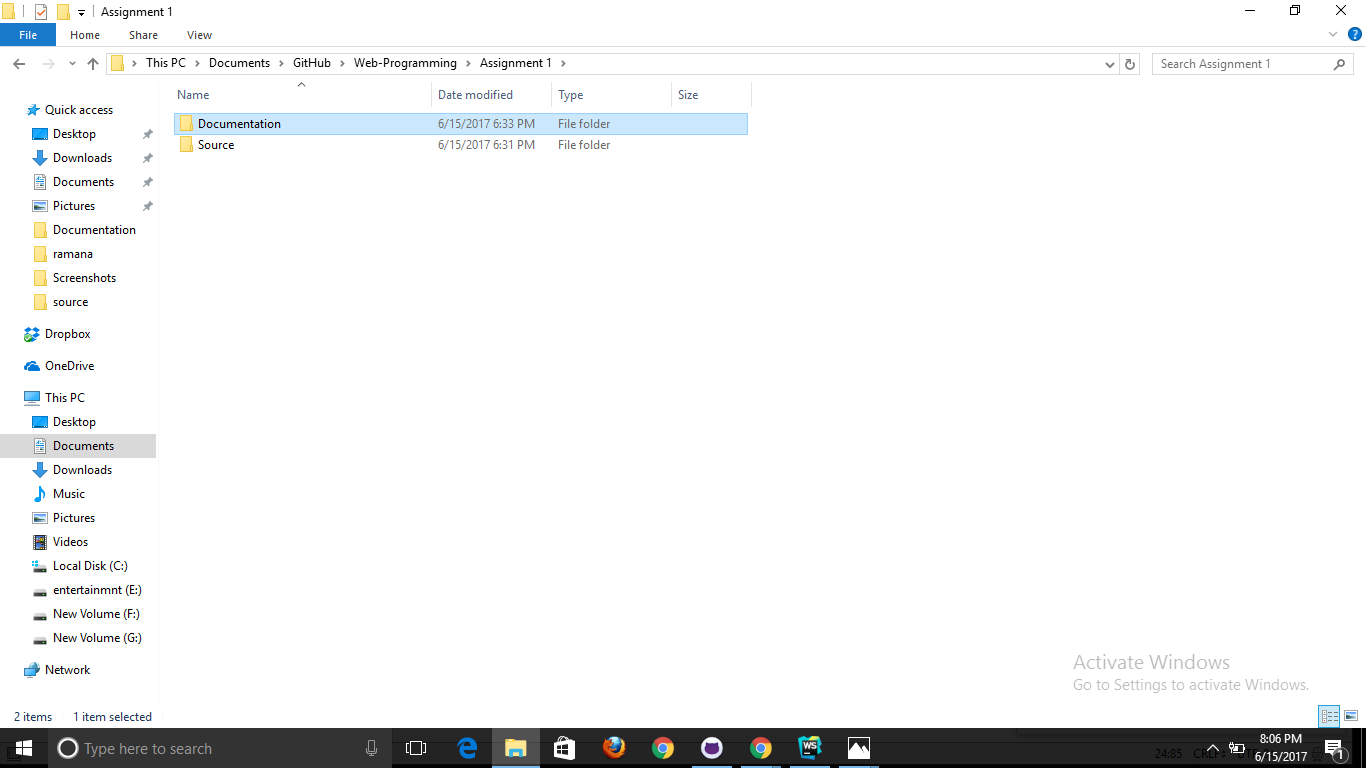 Assignment 1
File Home Share View
This PC Documents GitHub Web-Programming Assignment 1
Search Assignment 1
Name Date modified Type Size
Documentation 6/15/2017 6:33 PM File folder
Source 6/15/2017 6:31 PM File folder
Quick access
Desktop
Downloads
Documents
Pictures
Documentation
ramana
Screenshots
source
Dropbox
OneDrive
This PC
Desktop
Documents
Downloads
Music
Pictures
Videos
Local Disk (C:)
entertainmnt (E:)
New Volume (F:)
New Volume (G:)
Network
Activate Windows
Go to Settings to activate Windows.
2 items 1 item selected
Type here to search
WS
24:85 CRLF
8:06 PM
6/15/2017
1